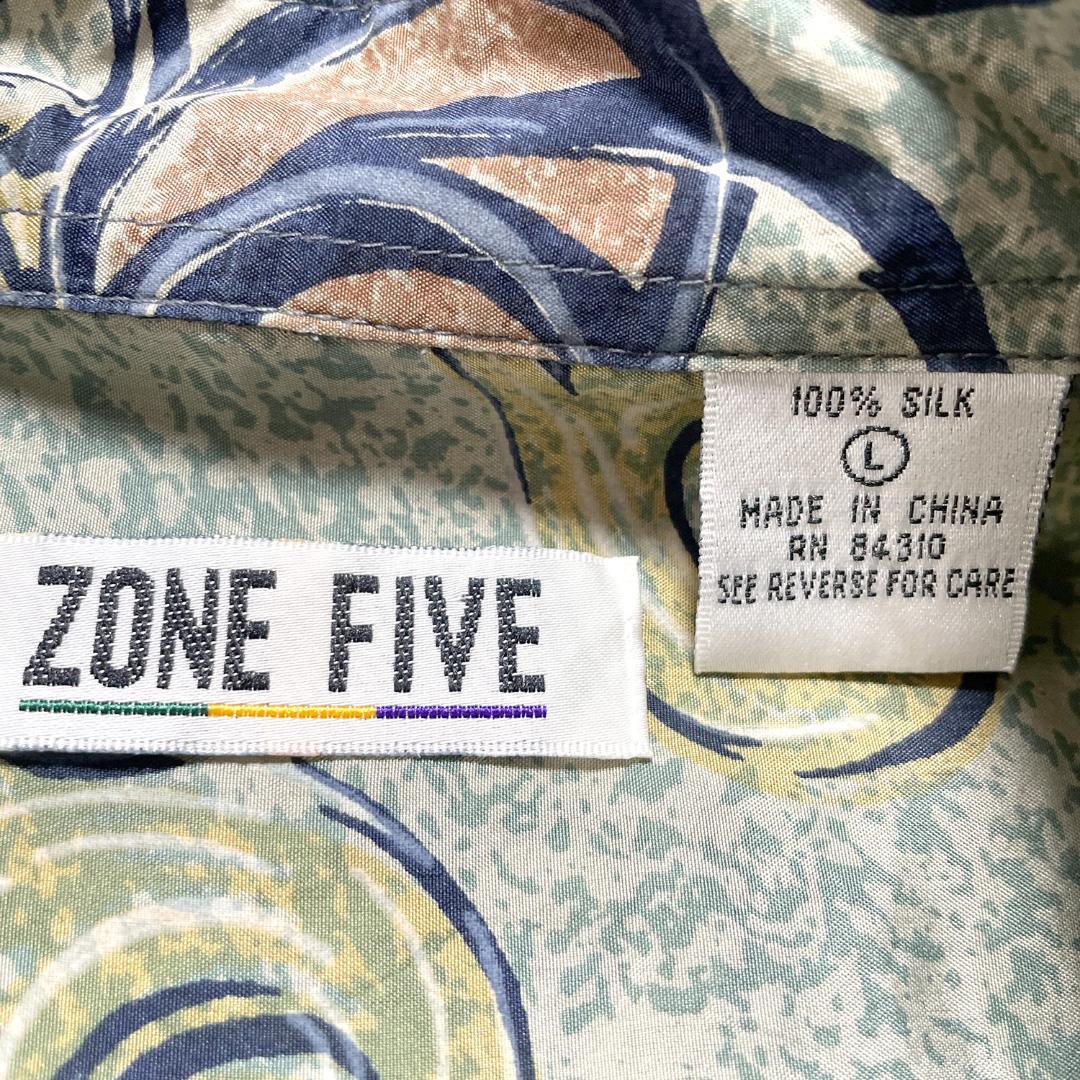 ZONE FIVE
100% SILK
L
MADE IN CHINA
RN 84310
SEE REVERSE FOR CARE